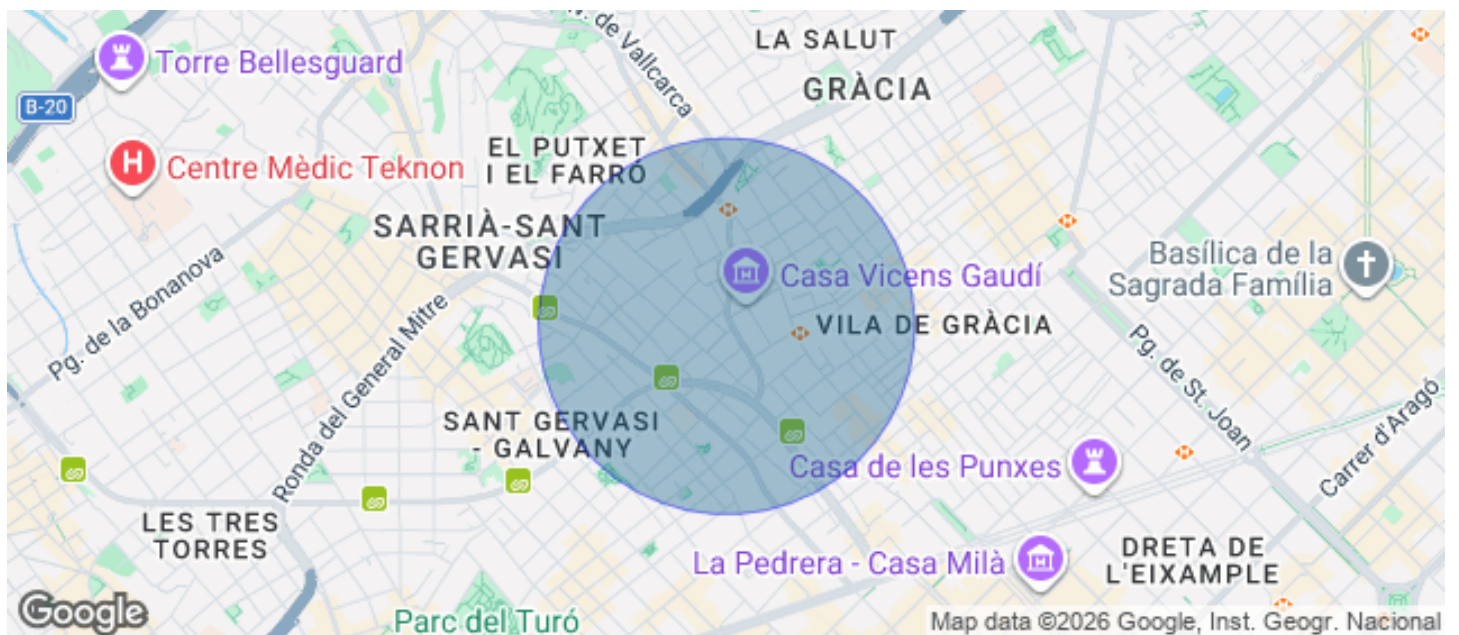 Av. de Vallcarca
LA SALUT
GRÀCIA
Torre Bellesguard
B-20
H
Centre Mèdic Teknon
EL PUTXET
I EL FARRÓ
SARRIÀ-SANT
GERVASI
Pg. de la Bonanova
Casa Vicens Gaudí
Basílica de la
Sagrada Família
VILA DE GRÀCIA
Ronda del General Mitre
Pg. de St. Joan
SANT GERVASI
- GALVANY
Casa de les Punxes
Carrer d'Aragó
LES TRES
TORRES
La Pedrera - Casa Milà
DRETA DE
L'EIXAMPLE
Google
Parc del Turó
Map data ©2026 Google, Inst. Geogr. Nacional